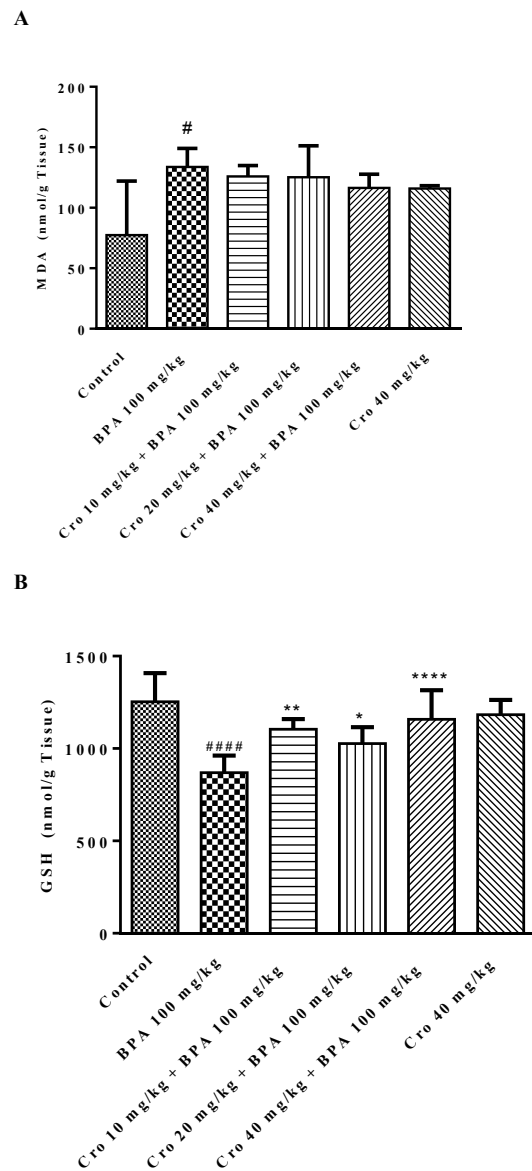 A
200
150
100
50
0
MDA (nmol/g Tissue)
#
Control
BPA 100 mg/kg
Cro 10 mg/kg + BPA 100 mg/kg
Cro 20 mg/kg + BPA 100 mg/kg
Cro 40 mg/kg + BPA 100 mg/kg
Cro 40 mg/kg
B
1500
1000
500
0
GSH (nmol/g Tissue)
####
**
*
****
Control
BPA 100 mg/kg
Cro 10 mg/kg + BPA 100 mg/kg
Cro 20 mg/kg + BPA 100 mg/kg
Cro 40 mg/kg + BPA 100 mg/kg
Cro 40 mg/kg